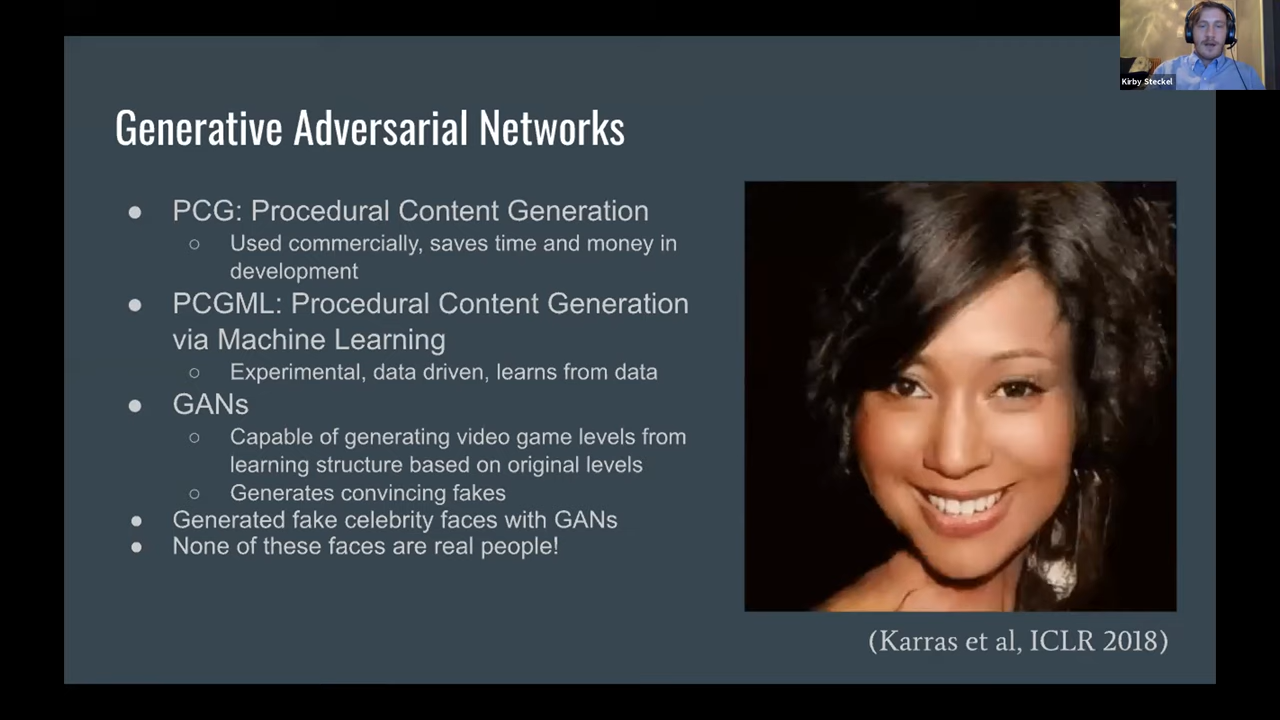 Kirby Steckel
Generative Adversarial Networks
● PCG: Procedural Content Generation
○ Used commercially, saves time and money in
development
● PCGML: Procedural Content Generation
via Machine Learning
○ Experimental, data driven, learns from data
● GANs
○ Capable of generating video game levels from
learning structure based on original levels
○ Generates convincing fakes
● Generated fake celebrity faces with GANs
● None of these faces are real people!
(Karras et al, ICLR 2018)